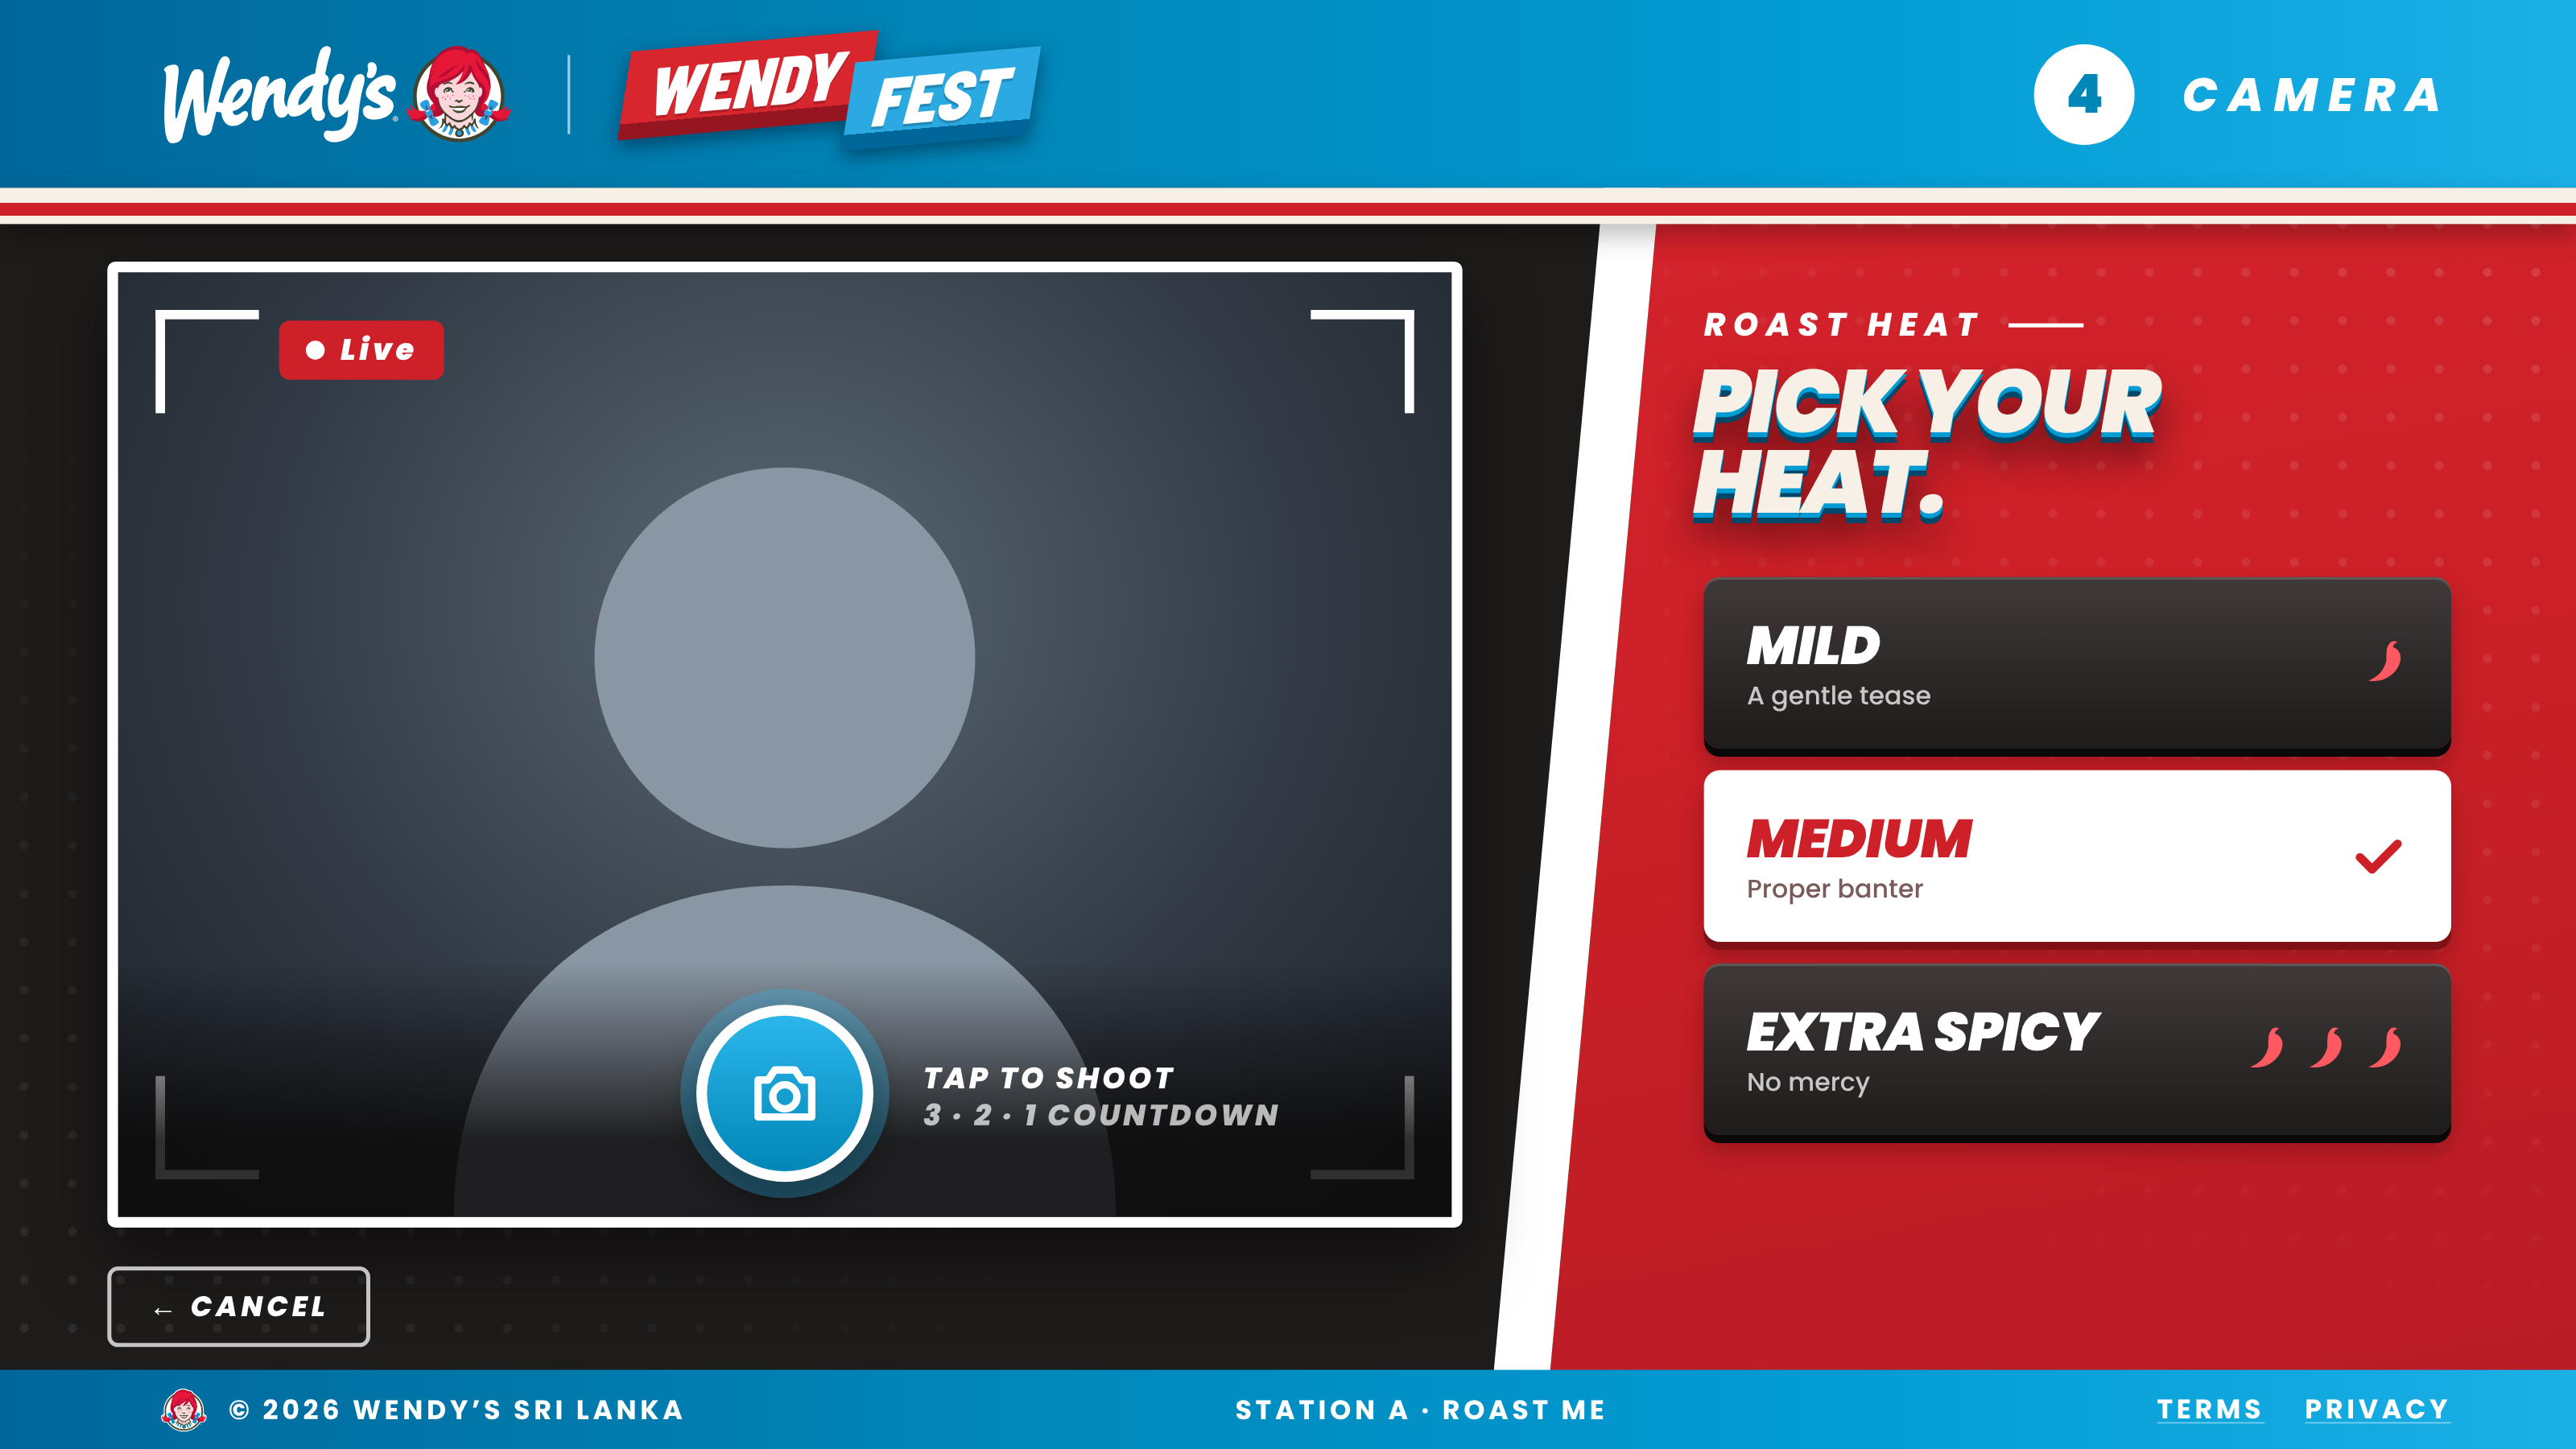 Wendy's
WENDY
FEST
4 CAMERA
Live
ROAST HEAT
PICK YOUR
HEAT.
MILD
A gentle tease
MEDIUM
Proper banter
EXTRA SPICY
No mercy
TAP TO SHOOT
3 · 2 · 1 COUNTDOWN
← CANCEL
© 2026 WENDY’S SRI LANKA
STATION A · ROAST ME
TERMS PRIVACY